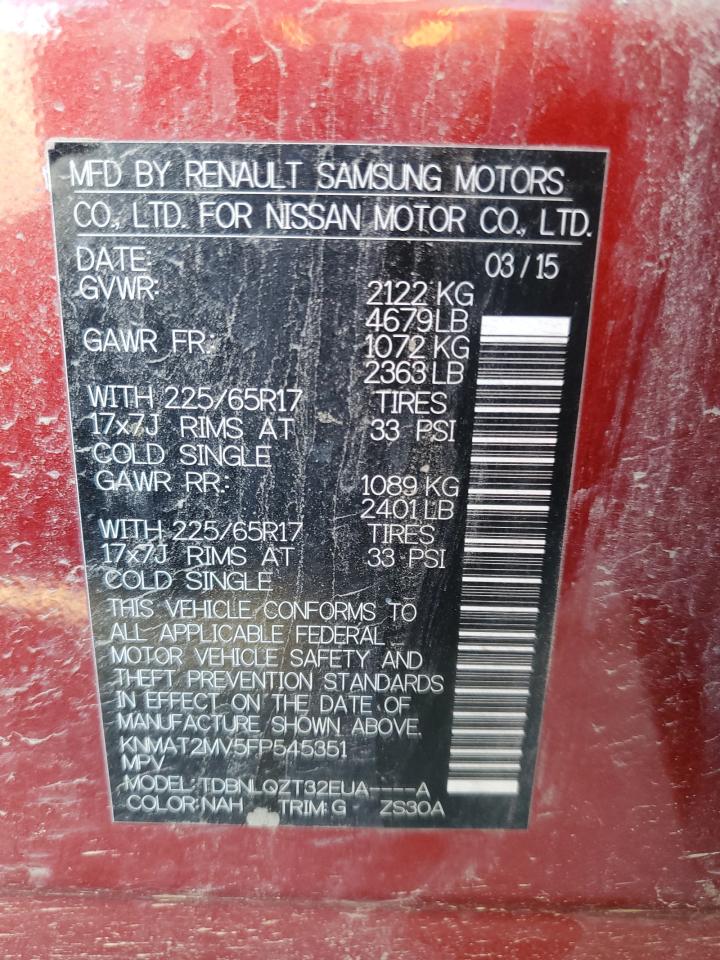 MFD BY RENAULT SAMSUNG MOTORS
CO., LTD. FOR NISSAN MOTOR CO., LTD.
DATE: 03/15
GVWR: 2122 KG
4679 LB
GAWR FR: 1072 KG
2363 LB
WITH 225/65R17 TIRES
17x7J RIMS AT 33 PSI
COLD SINGLE
GAWR RR: 1089 KG
2401 LB
WITH 225/65R17 TIRES
17x7J RIMS AT 33 PSI
COLD SINGLE
THIS VEHICLE CONFORMS TO
ALL APPLICABLE FEDERAL
MOTOR VEHICLE SAFETY AND
THEFT PREVENTION STANDARDS
IN EFFECT ON THE DATE OF
MANUFACTURE SHOWN ABOVE.
KNMAT2MV5FP545351
MPV
MODEL: TDBNLQZT32EUA----A
COLOR: NAH TRIM: G ZS30A